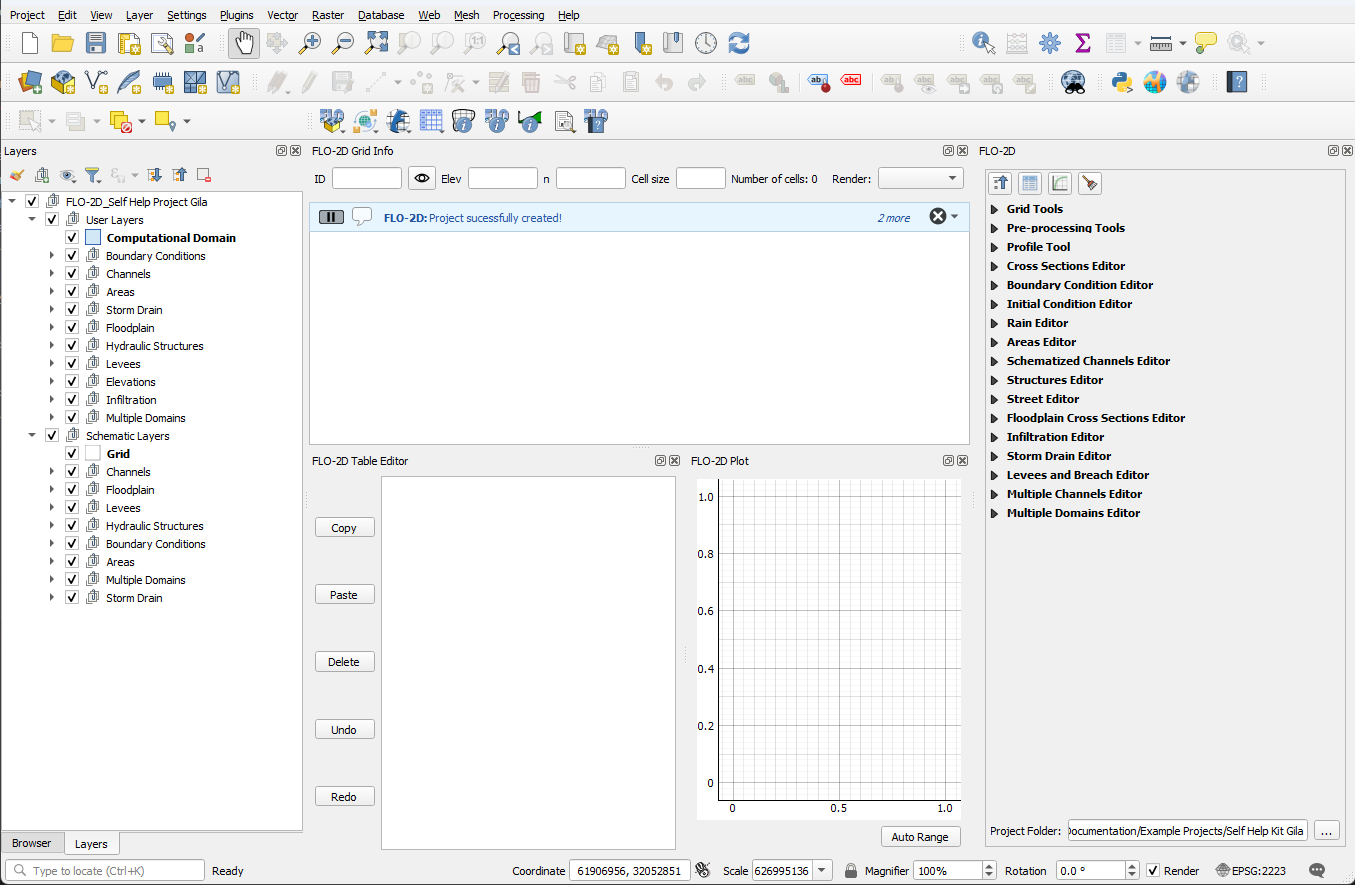 Project Edit View Layer Settings Plugins Vector Raster Database Web Mesh Processing Help
Layers
FLO-2D_Self Help Project Gila
User Layers
Computational Domain
Boundary Conditions
Channels
Areas
Storm Drain
Floodplain
Hydraulic Structures
Levees
Elevations
Infiltration
Multiple Domains
Schematic Layers
Grid
Channels
Floodplain
Levees
Hydraulic Structures
Boundary Conditions
Areas
Multiple Domains
Storm Drain
Browser Layers
FLO-2D Grid Info
ID Elev n Cell size Number of cells: 0 Render:
FLO-2D: Project sucessfully created! 2 more
FLO-2D Table Editor
Copy
Paste
Delete
Undo
Redo
FLO-2D Plot
1.0
0.8
0.6
0.4
0.2
0
0 0.5 1.0
Auto Range
FLO-2D
Grid Tools
Pre-processing Tools
Profile Tool
Cross Sections Editor
Boundary Condition Editor
Initial Condition Editor
Rain Editor
Areas Editor
Schematized Channels Editor
Structures Editor
Street Editor
Floodplain Cross Sections Editor
Infiltration Editor
Storm Drain Editor
Levees and Breach Editor
Multiple Channels Editor
Multiple Domains Editor
Project Folder: Documentation/Example Projects/Self Help Kit Gila ...
Type to locate (Ctrl+K) Ready Coordinate 61906956, 32052851 Scale 626995136 Magnifier 100% Rotation 0.0 ° Render EPSG:2223